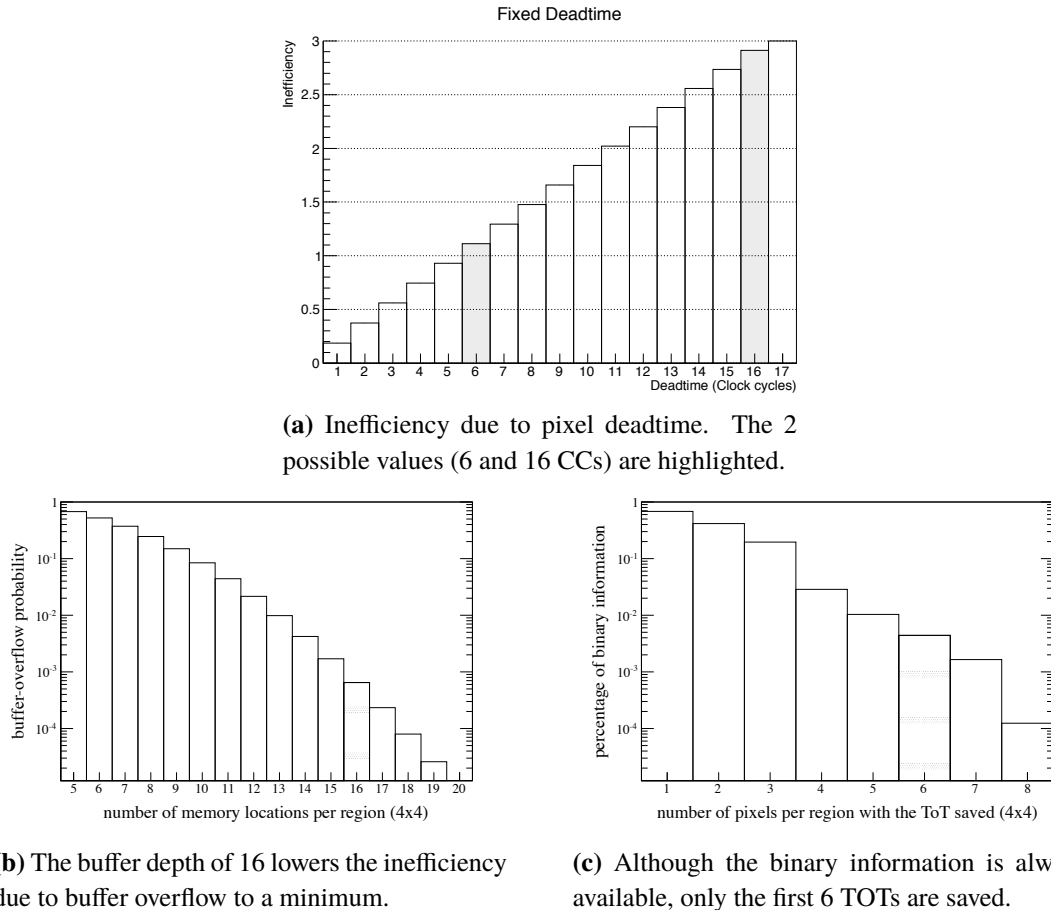 Fixed Deadtime
Inefficiency
3
2.5
2
1.5
1
0.5
0
1 2 3 4 5 6 7 8 9 10 11 12 13 14 15 16 17
Deadtime (Clock cycles)
(a) Inefficiency due to pixel deadtime. The 2
possible values (6 and 16 CCs) are highlighted.
buffer-overflow probability
1
10-1
10-2
10-3
10-4
5 6 7 8 9 10 11 12 13 14 15 16 17 18 19 20
number of memory locations per region (4x4)
b) The buffer depth of 16 lowers the inefficiency
due to buffer overflow to a minimum.
percentage of binary information
1
10-1
10-2
10-3
10-4
1 2 3 4 5 6 7 8
number of pixels per region with the ToT saved (4x4)
(c) Although the binary information is alw
available, only the first 6 TOTs are saved.